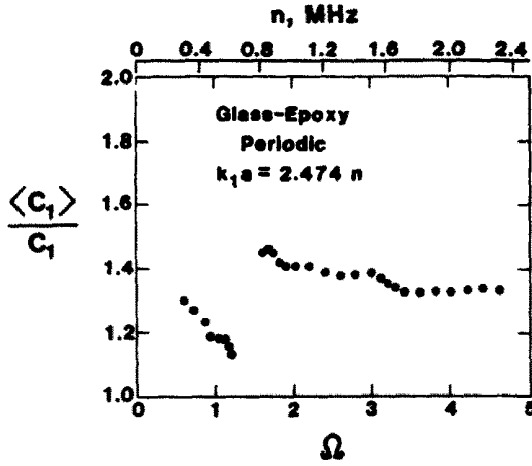 n, MHz
0 0.4 0.8 1.2 1.6 2.0 2.4
2.0
Glass-Epoxy
1.8
Periodic
k₁a = 2.474 n
1.6
⟨C₁⟩
C₁
1.4
1.2
1.0
0 1 2 3 4 5
Ω